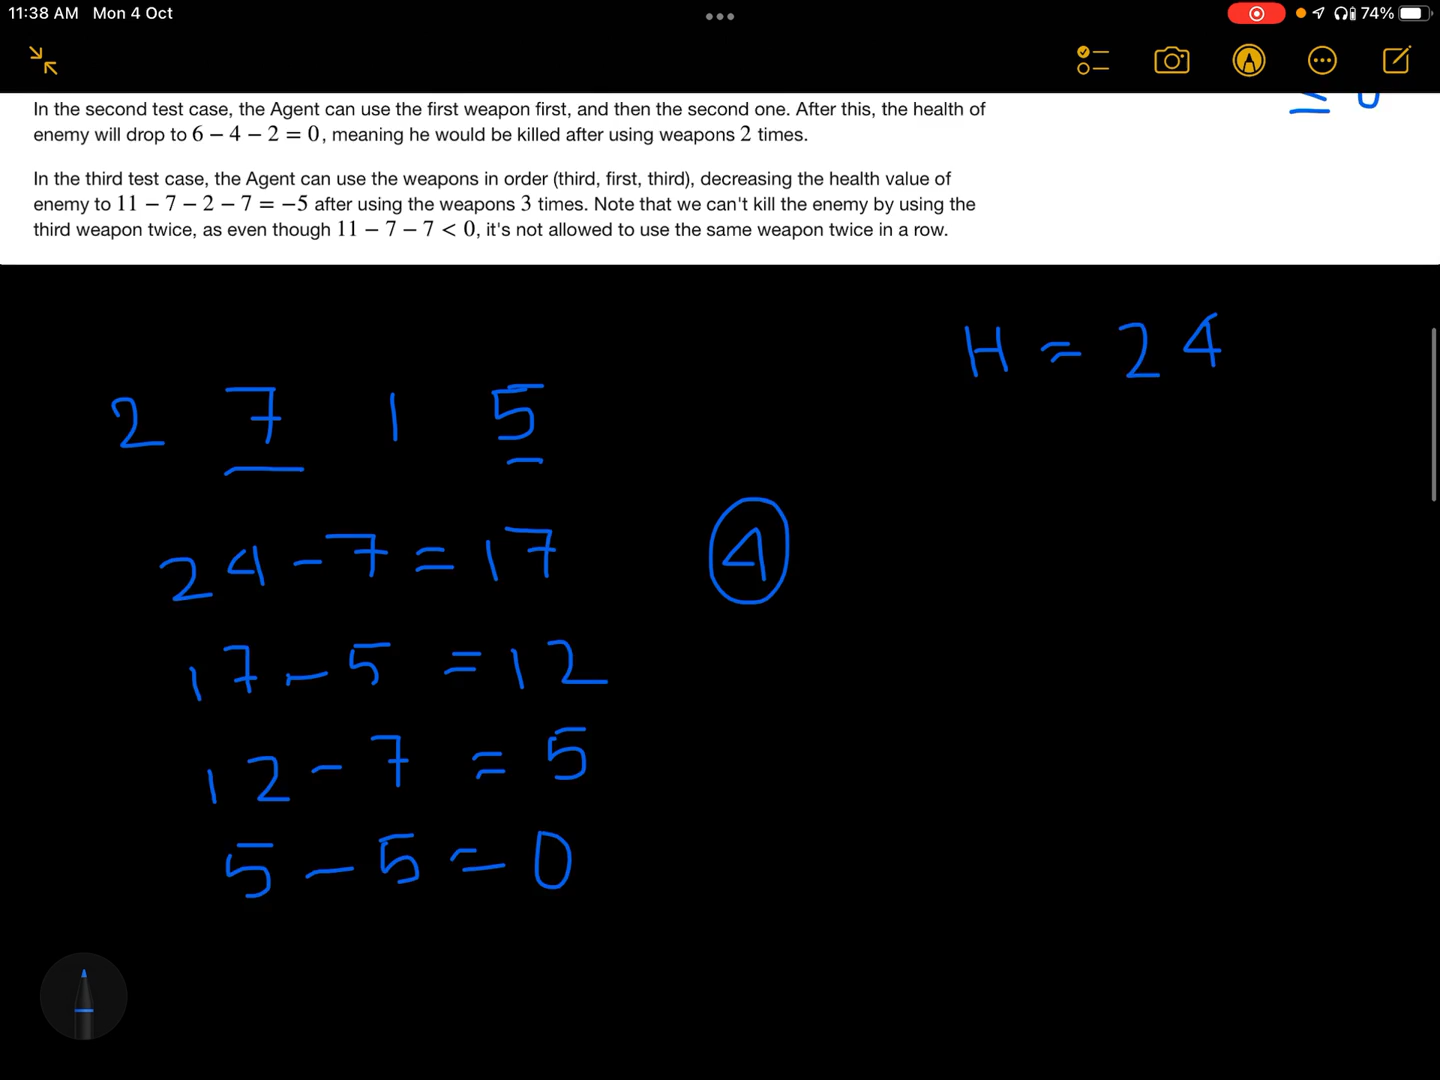 11:38 AM Mon 4 Oct
74%
In the second test case, the Agent can use the first weapon first, and then the second one. After this, the health of
enemy will drop to 6 − 4 − 2 = 0, meaning he would be killed after using weapons 2 times.
In the third test case, the Agent can use the weapons in order (third, first, third), decreasing the health value of
enemy to 11 − 7 − 2 − 7 = −5 after using the weapons 3 times. Note that we can't kill the enemy by using the
third weapon twice, as even though 11 − 7 − 7 < 0, it's not allowed to use the same weapon twice in a row.
H = 24
2 7 1 5
24 - 7 = 17
4
17 - 5 = 12
12 - 7 = 5
5 - 5 = 0